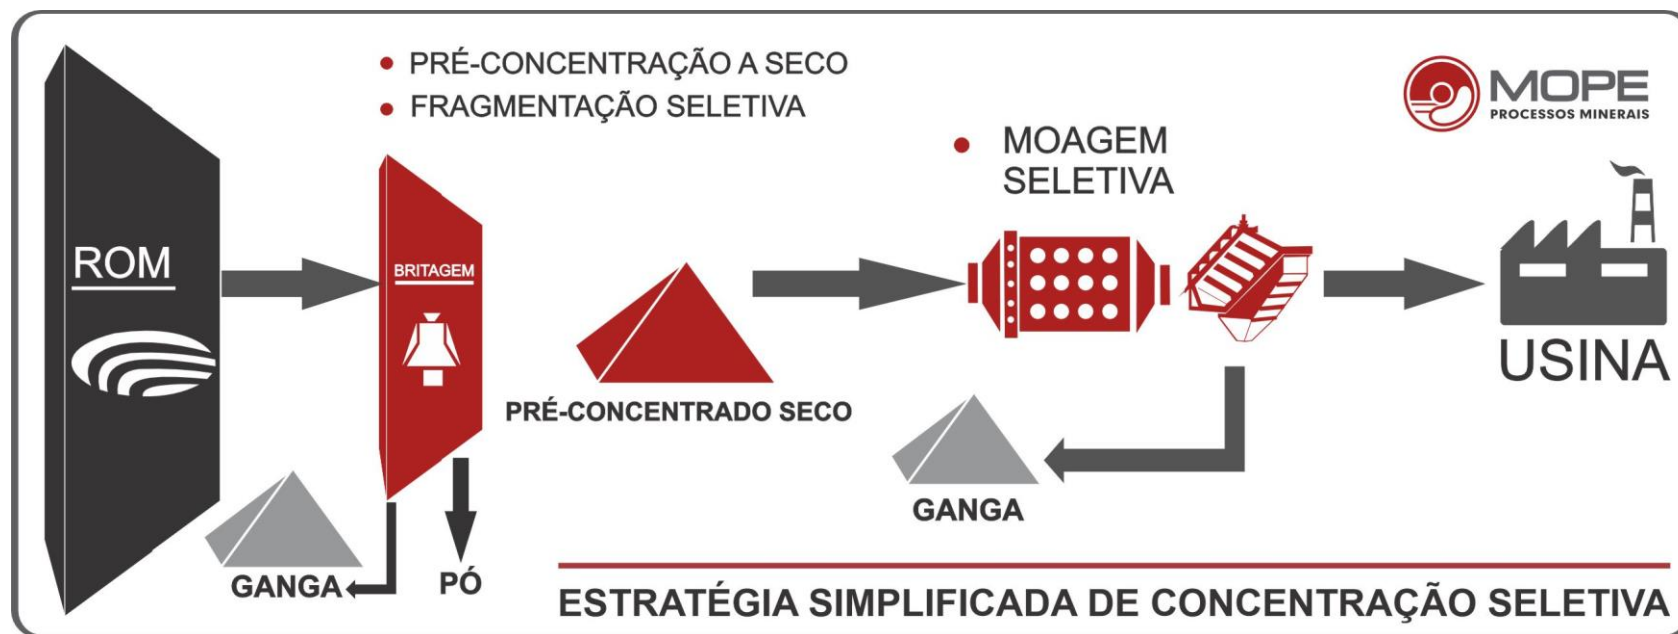 PRÉ-CONCENTRAÇÃO A SECO
FRAGMENTAÇÃO SELETIVA
MOPE
PROCESSOS MINERAIS
MOAGEM
SELETIVA
ROM
BRITAGEM
USINA
PRÉ-CONCENTRADO SECO
GANGA
GANGA
PÓ
ESTRATÉGIA SIMPLIFICADA DE CONCENTRAÇÃO SELETIVA